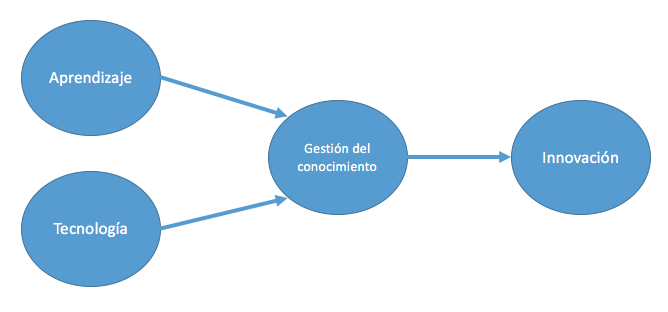 Aprendizaje
Tecnología
Gestión del
conocimiento
Innovación